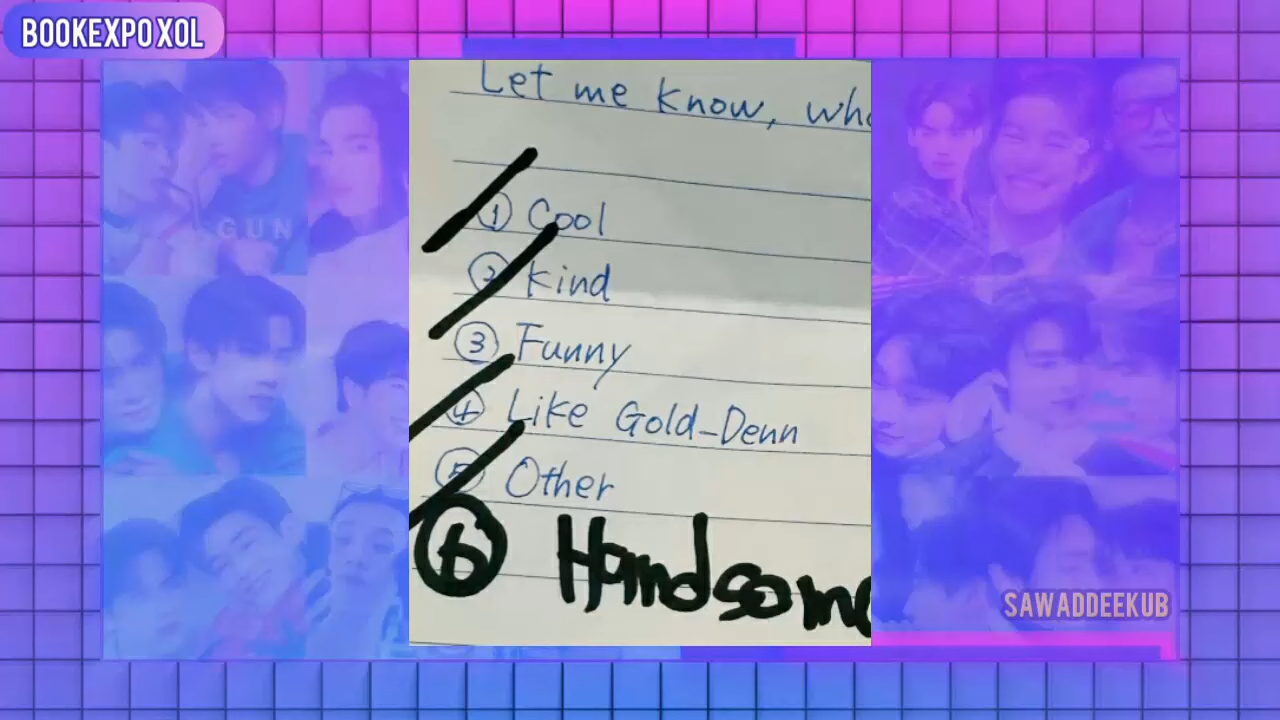 BOOKEXPO XOL
Let me know,
① Cool
② Kind
③ Funny
④ Like Gold-Denn
⑤ Other
⑥ Handsome
GUN
SAWADDEEKUB